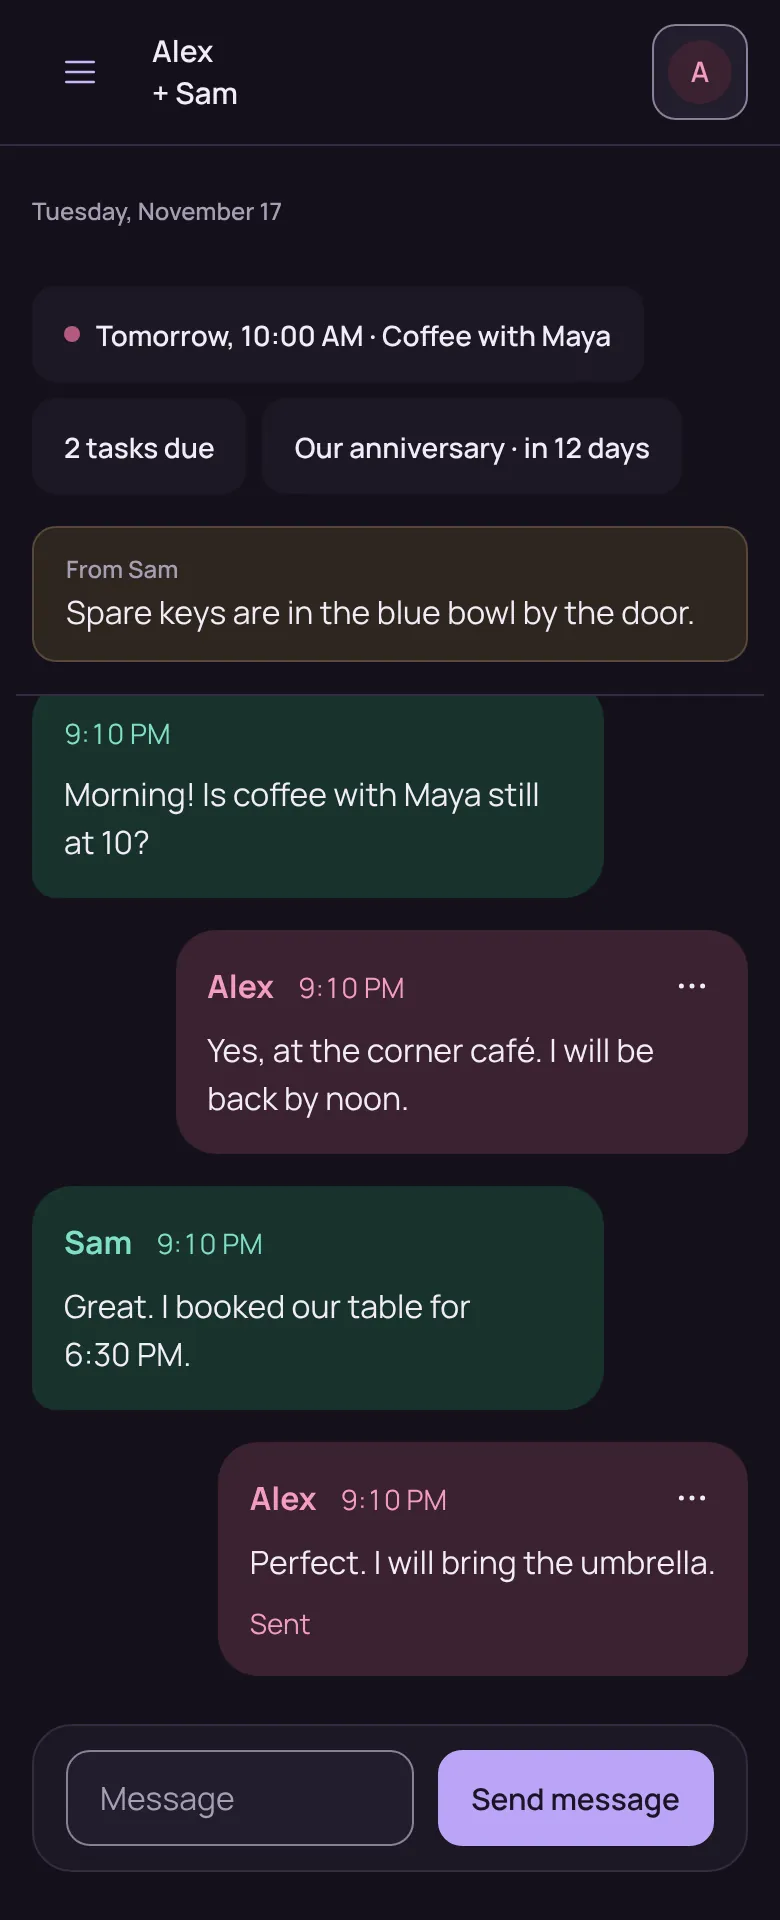 Alex
+ Sam
A
Tuesday, November 17
Tomorrow, 10:00 AM · Coffee with Maya
2 tasks due
Our anniversary · in 12 days
From Sam
Spare keys are in the blue bowl by the door.
9:10 PM
Morning! Is coffee with Maya still
at 10?
Alex 9:10 PM ···
Yes, at the corner café. I will be
back by noon.
Sam 9:10 PM
Great. I booked our table for
6:30 PM.
Alex 9:10 PM ···
Perfect. I will bring the umbrella.
Sent
Message
Send message